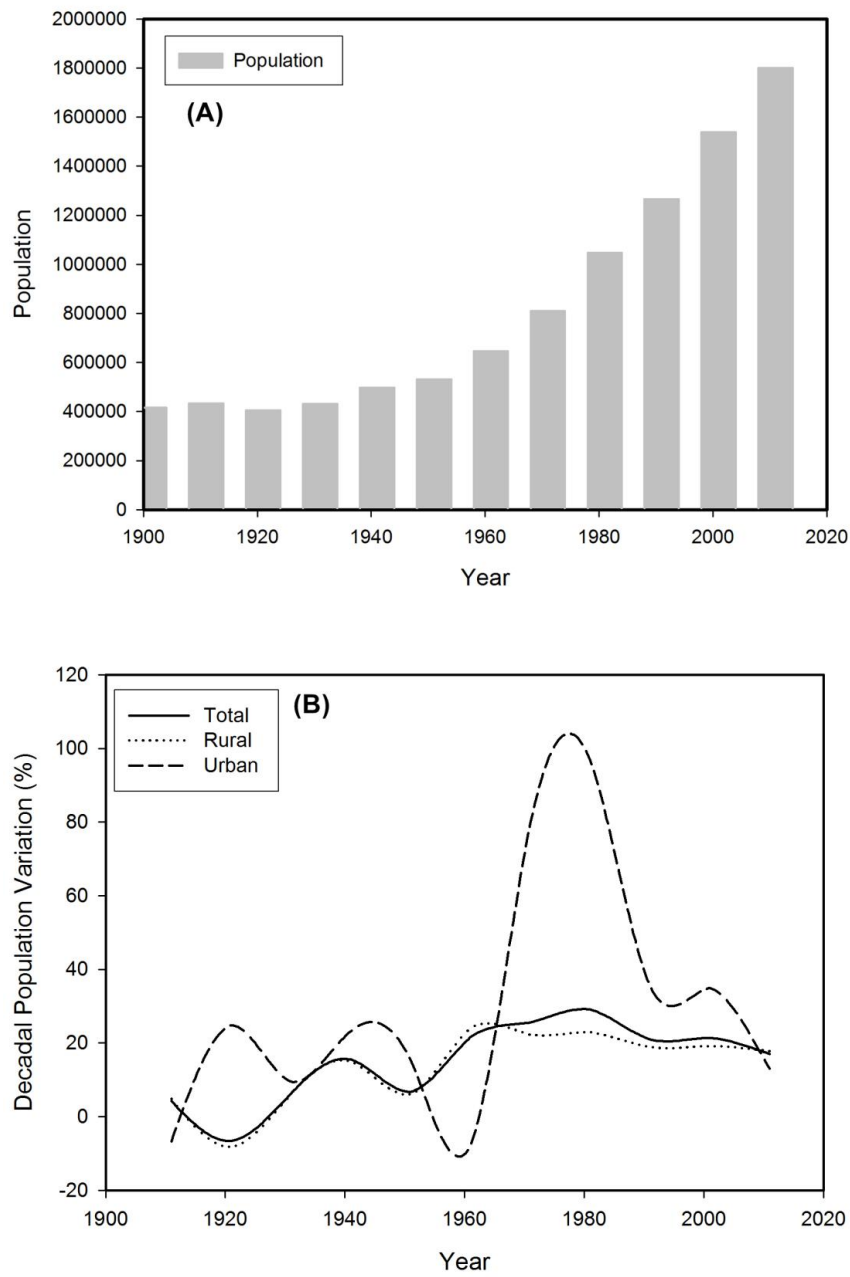 2000000
1800000
1600000
1400000
1200000
1000000
800000
600000
400000
200000
0
Population
Population
(A)
1900 1920 1940 1960 1980 2000 2020
Year
120
100
80
60
40
20
0
-20
Decadal Population Variation (%)
Total
Rural
Urban
(B)
1900 1920 1940 1960 1980 2000 2020
Year